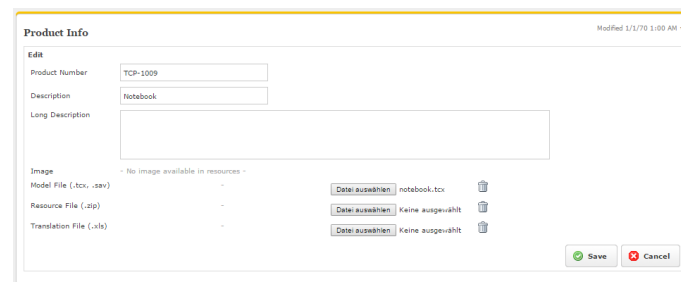 Product Info
Modified 1/1/70 1:00 AM
Edit
Product Number TCP-1009
Description Notebook
Long Description
Image - No image available in resources -
Model File (.tcx, .sav) - Datei auswählen notebook.tcx
Resource File (.zip) - Datei auswählen Keine ausgewählt
Translation File (.xls) - Datei auswählen Keine ausgewählt
Save Cancel